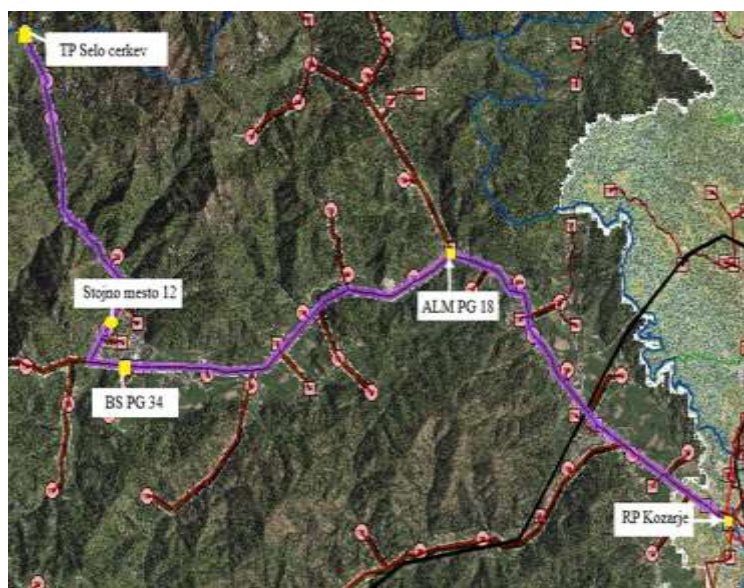 TP Selo cerkev
Stojno mesto 12
ALM PG 18
BS PG 34
RP Kozarje